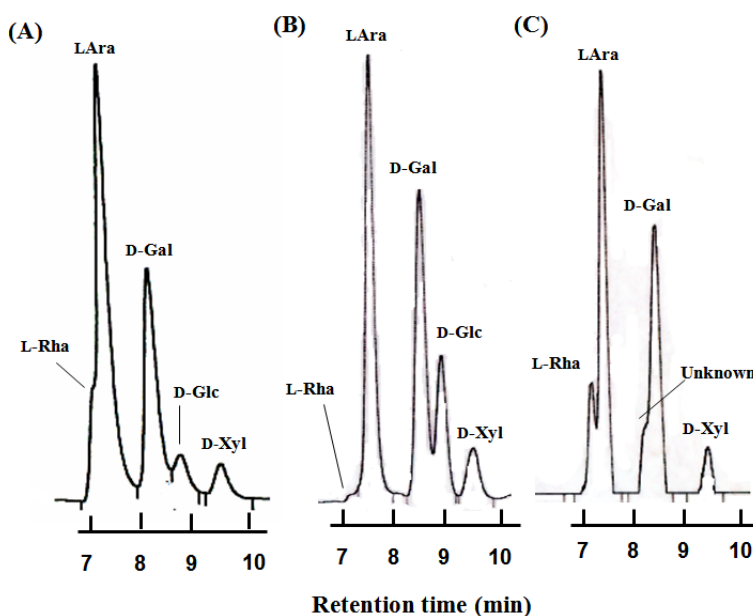 (A)
LAra
D-Gal
L-Rha
D-Glc
D-Xyl
7 8 9 10
(B)
LAra
D-Gal
D-Glc
L-Rha
D-Xyl
7 8 9 10
(C)
LAra
D-Gal
L-Rha
Unknown
D-Xyl
7 8 9 10
Retention time (min)